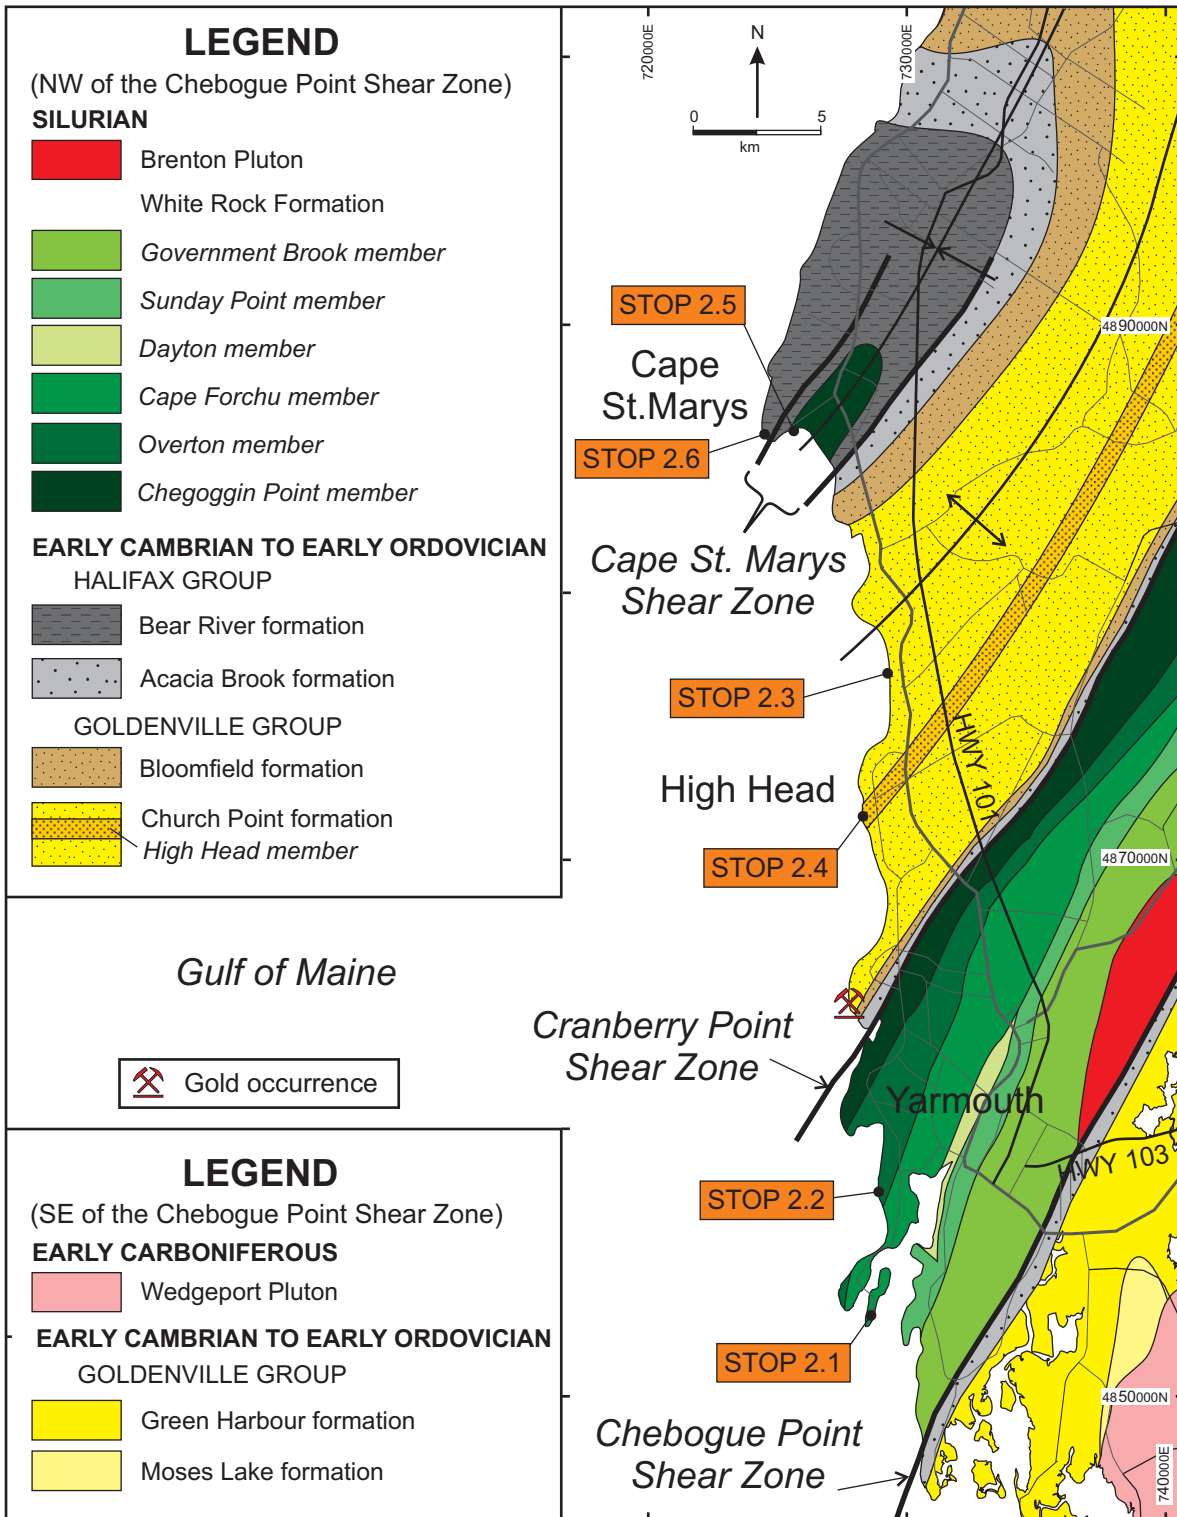 LEGEND
(NW of the Chebogue Point Shear Zone)
SILURIAN
Brenton Pluton
White Rock Formation
Government Brook member
Sunday Point member
Dayton member
Cape Forchu member
Overton member
Chegoggin Point member
EARLY CAMBRIAN TO EARLY ORDOVICIAN
HALIFAX GROUP
Bear River formation
Acacia Brook formation
GOLDENVILLE GROUP
Bloomfield formation
Church Point formation
High Head member
Gulf of Maine
Gold occurrence
LEGEND
(SE of the Chebogue Point Shear Zone)
EARLY CARBONIFEROUS
Wedgeport Pluton
EARLY CAMBRIAN TO EARLY ORDOVICIAN
GOLDENVILLE GROUP
Green Harbour formation
Moses Lake formation
720000E
730000E
N
0 5
km
STOP 2.5
4890000N
Cape
St.Marys
STOP 2.6
Cape St. Marys
Shear Zone
STOP 2.3
HWY 101
High Head
STOP 2.4
4870000N
Cranberry Point
Shear Zone
Yarmouth
HWY 103
STOP 2.2
STOP 2.1
4850000N
Chebogue Point
Shear Zone
740000E